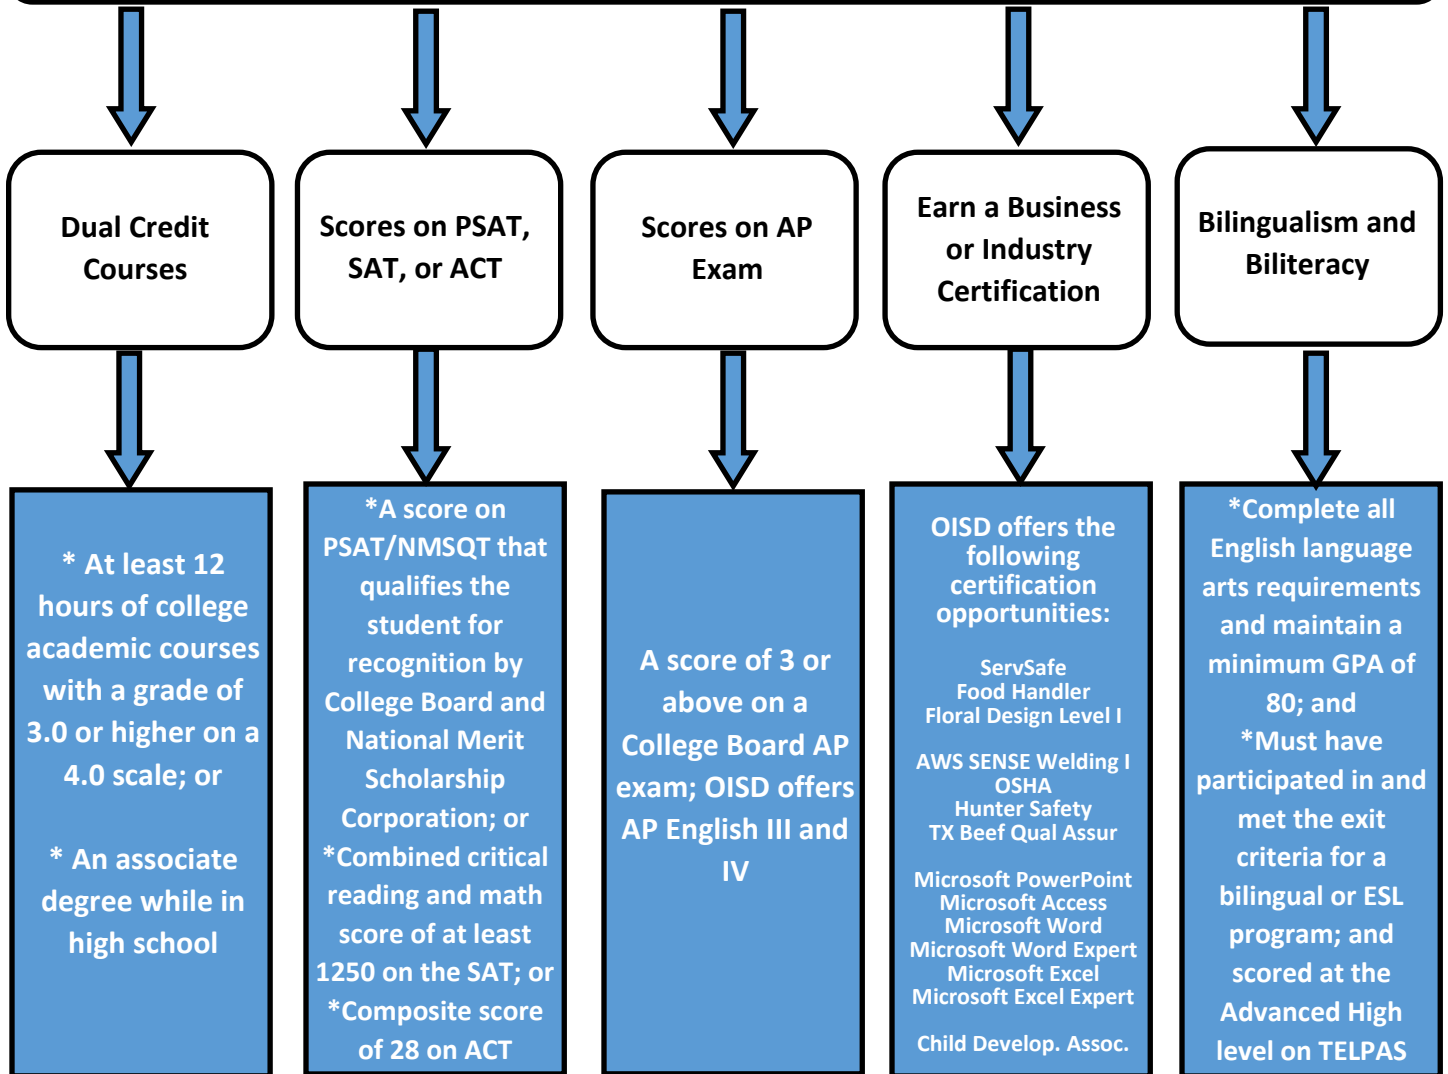 Dual Credit
Courses
Scores on PSAT,
SAT, or ACT
Scores on AP
Exam
Earn a Business
or Industry
Certification
Bilingualism and
Biliteracy
* At least 12
hours of college
academic courses
with a grade of
3.0 or higher on a
4.0 scale; or
* An associate
degree while in
high school
*A score on
PSAT/NMSQT that
qualifies the
student for
recognition by
College Board and
National Merit
Scholarship
Corporation; or
*Combined critical
reading and math
score of at least
1250 on the SAT; or
*Composite score
of 28 on ACT
A score of 3 or
above on a
College Board AP
exam; OISD offers
AP English III and
IV
OISD offers the
following
certification
opportunities:
ServSafe
Food Handler
Floral Design Level I
AWS SENSE Welding I
OSHA
Hunter Safety
TX Beef Qual Assur
Microsoft PowerPoint
Microsoft Access
Microsoft Word
Microsoft Word Expert
Microsoft Excel
Microsoft Excel Expert
Child Develop. Assoc.
*Complete all
English language
arts requirements
and maintain a
minimum GPA of
80; and
*Must have
participated in and
met the exit
criteria for a
bilingual or ESL
program; and
scored at the
Advanced High
level on TELPAS